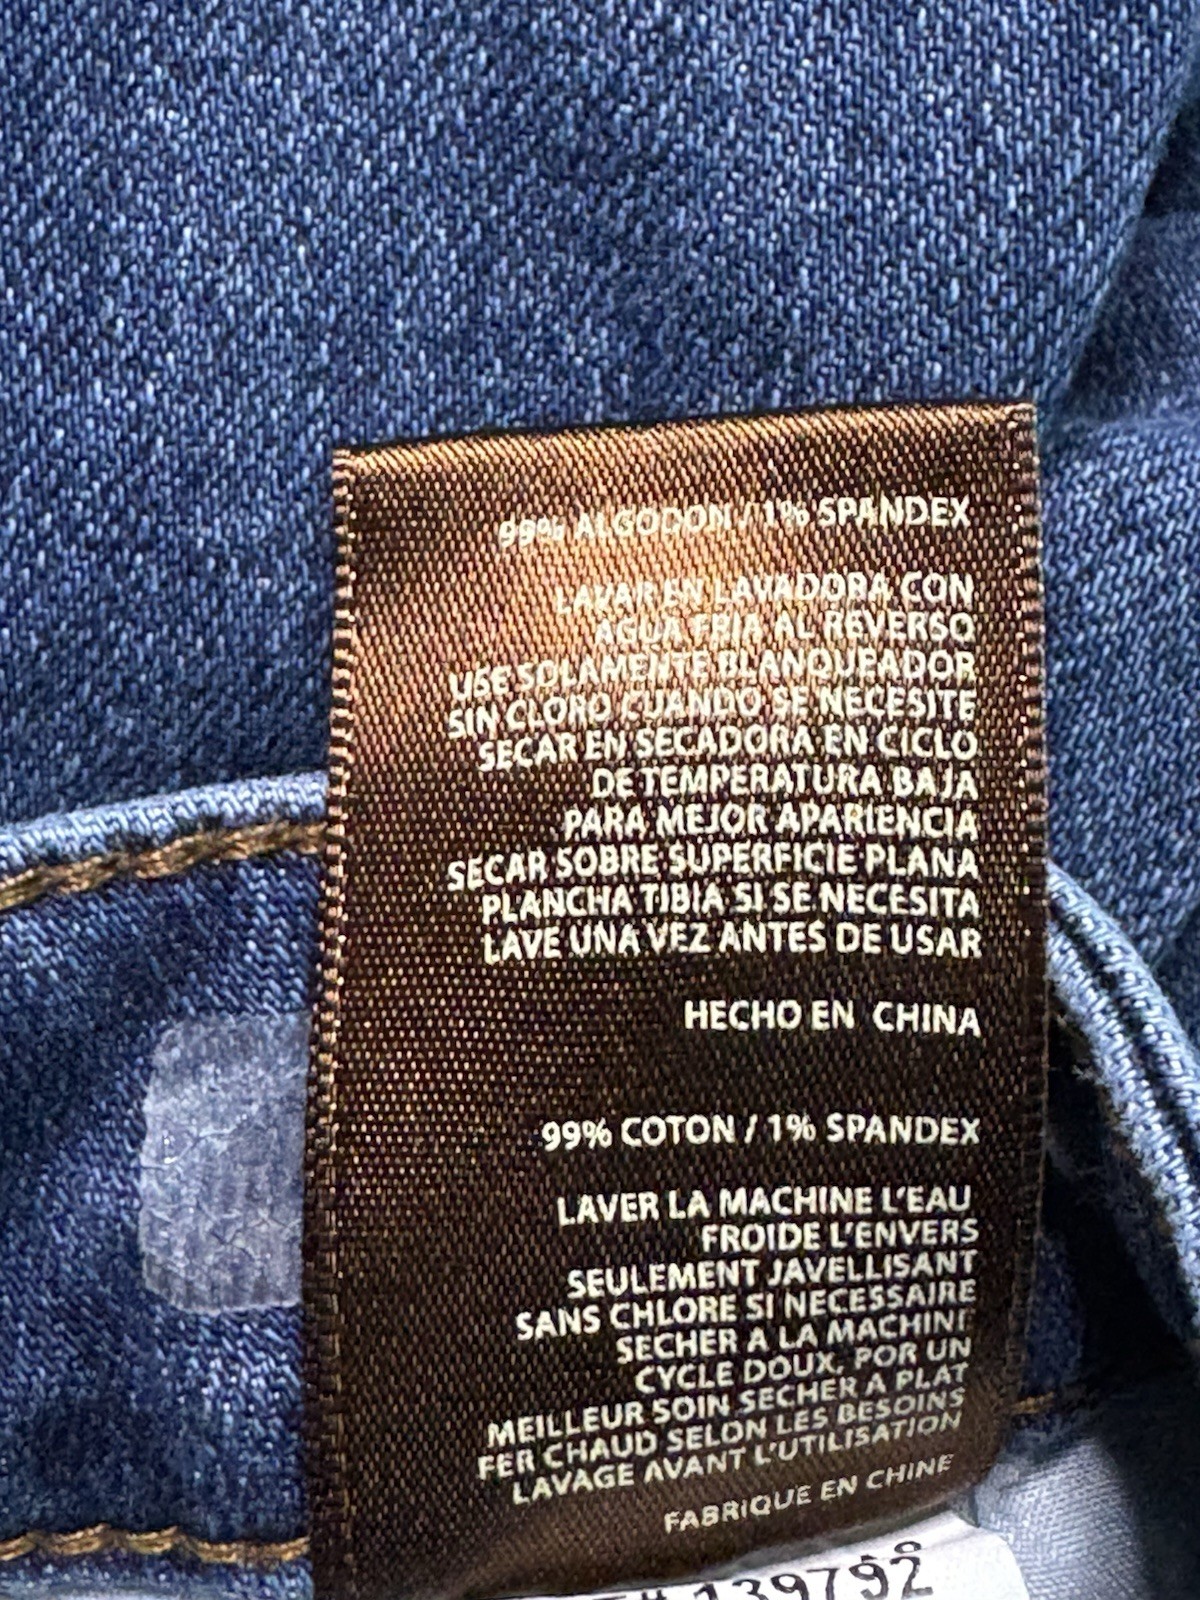 99% ALGODON / 1% SPANDEX
LAVAR EN LAVADORA CON
AGUA FRIA AL REVERSO
USE SOLAMENTE BLANQUEADOR
SIN CLORO CUANDO SE NECESITE
SECAR EN SECADORA EN CICLO
DE TEMPERATURA BAJA
PARA MEJOR APARIENCIA
SECAR SOBRE SUPERFICIE PLANA
PLANCHA TIBIA SI SE NECESITA
LAVE UNA VEZ ANTES DE USAR
HECHO EN CHINA
99% COTON / 1% SPANDEX
LAVER LA MACHINE L'EAU
FROIDE L'ENVERS
SEULEMENT JAVELLISANT
SANS CHLORE SI NECESSAIRE
SECHER A LA MACHINE
CYCLE DOUX, POR UN
MEILLEUR SOIN SECHER A PLAT
FER CHAUD SELON LES BESOINS
LAVAGE AVANT L'UTILISATION
FABRIQUE EN CHINE
139792